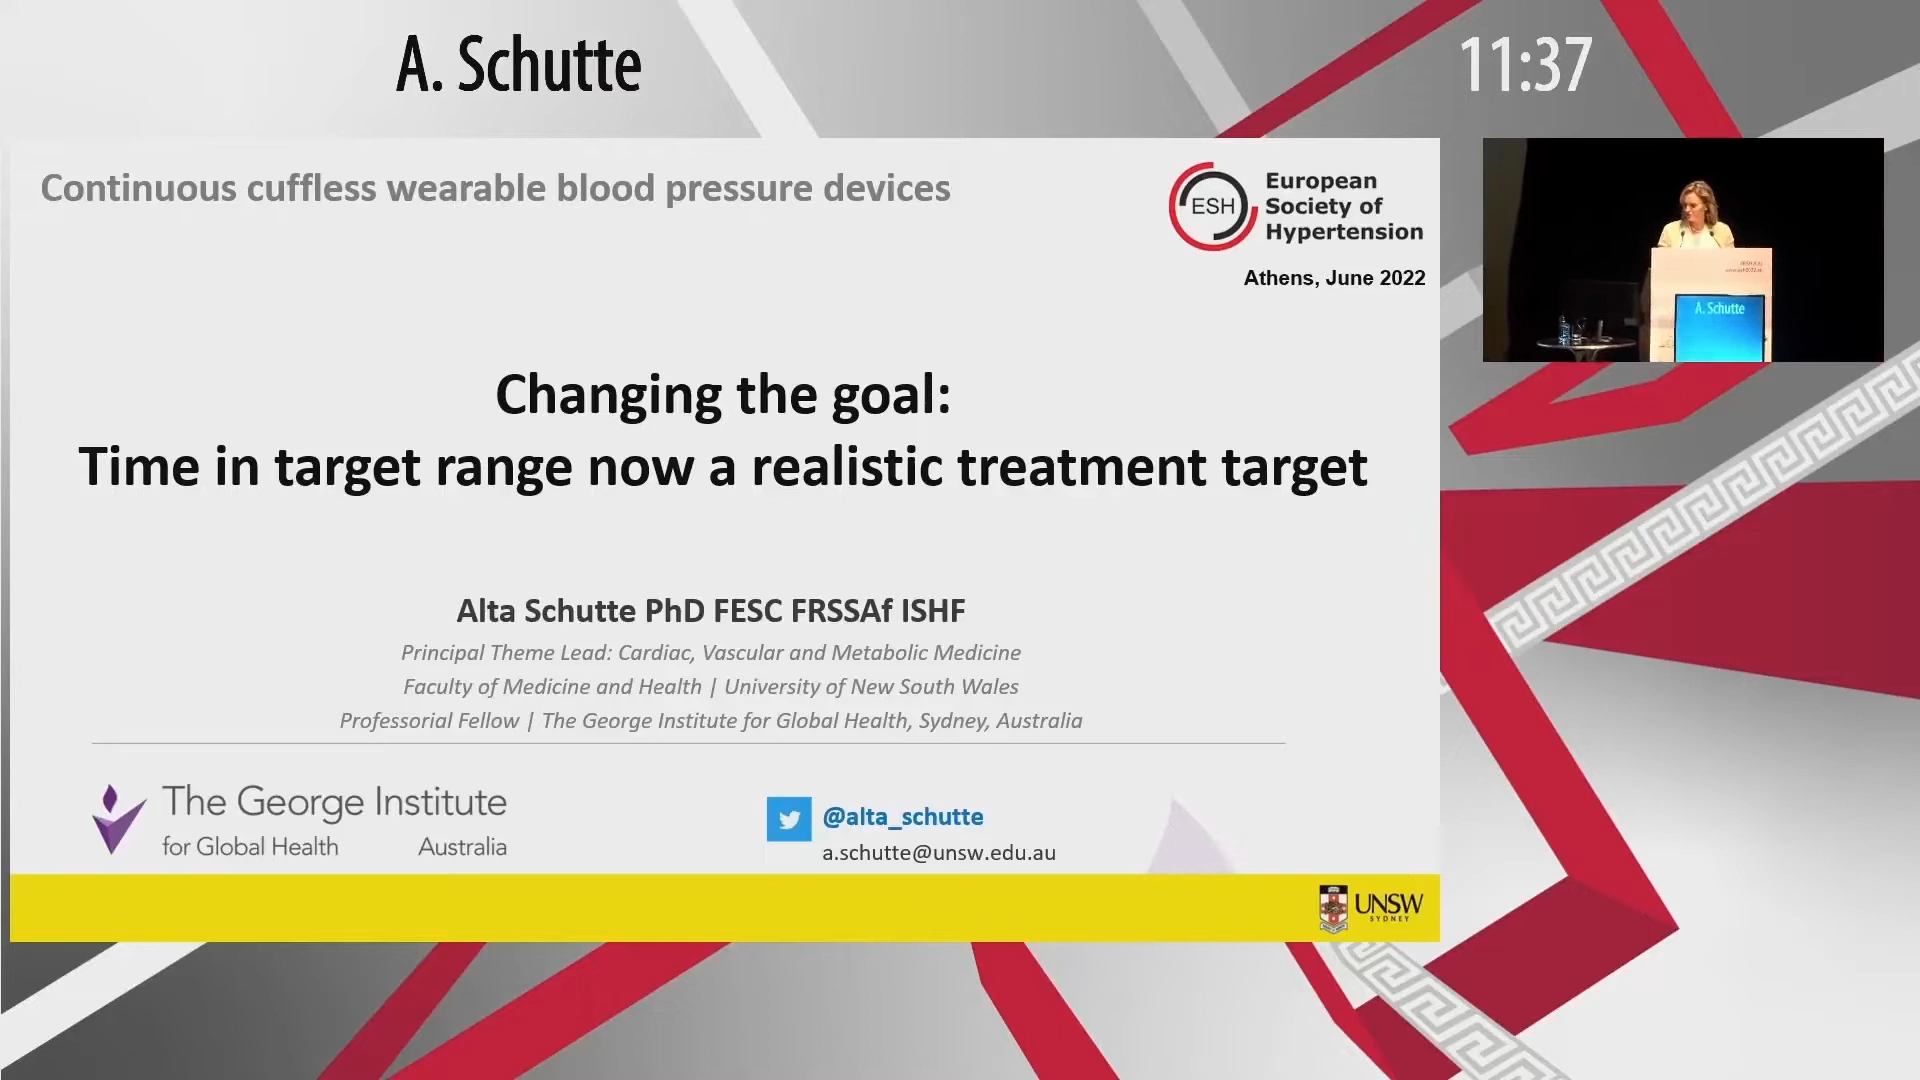 A. Schutte
11:37
Continuous cuffless wearable blood pressure devices
ESH
European
Society of
Hypertension
Athens, June 2022
Changing the goal:
Time in target range now a realistic treatment target
Alta Schutte PhD FESC FRSSAf ISHF
Principal Theme Lead: Cardiac, Vascular and Metabolic Medicine
Faculty of Medicine and Health | University of New South Wales
Professorial Fellow | The George Institute for Global Health, Sydney, Australia
The George Institute
for Global Health Australia
@alta_schutte
a.schutte@unsw.edu.au
UNSW
SYDNEY
A. Schutte